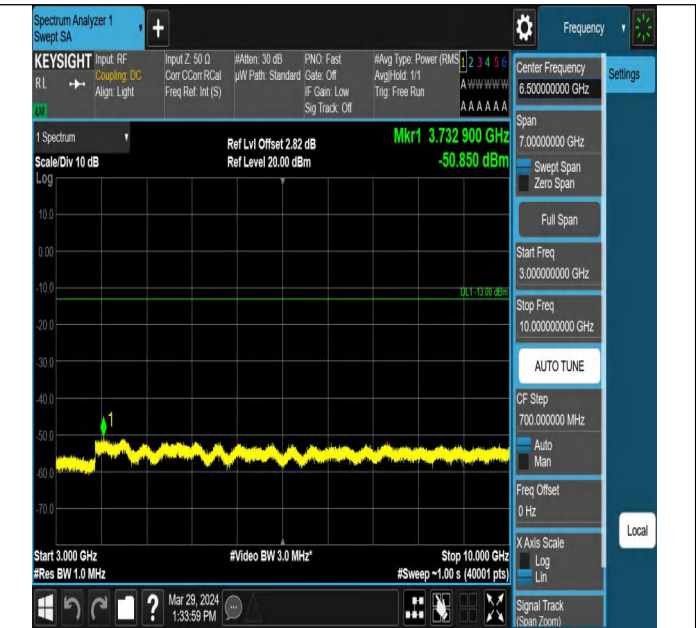 Spectrum Analyzer 1
Swept SA
+
Frequency
KEYSIGHT
RL
Input: RF
Coupling: DC
Align: Light
Input Z: 50 Ω
Corr CCorr RCal
Freq Ref: Int (S)
#Atten: 30 dB
µW Path: Standard
PNO: Fast
Gate: Off
IF Gain: Low
Sig Track: Off
#Avg Type: Power (RMS
Avg|Hold: 1/1
Trig: Free Run
1 2 3 4 5 6
A W W W W W
A A A A A A
1 Spectrum
Scale/Div 10 dB
Log
Ref Lvl Offset 2.82 dB
Ref Level 20.00 dBm
Mkr1 3.732 900 GHz
-50.850 dBm
10.0
0.00
-10.0
DL1 -13.00 dBm
-20.0
-30.0
-40.0
1
-50.0
-60.0
-70.0
Start 3.000 GHz
#Video BW 3.0 MHz*
Stop 10.000 GHz
#Res BW 1.0 MHz
#Sweep ~1.00 s (40001 pts)
?
Mar 29, 2024
1:33:59 PM
Center Frequency
6.500000000 GHz
Settings
Span
7.00000000 GHz
Swept Span
Zero Span
Full Span
Start Freq
3.000000000 GHz
Stop Freq
10.000000000 GHz
AUTO TUNE
CF Step
700.000000 MHz
Auto
Man
Freq Offset
0 Hz
X Axis Scale
Log
Lin
Local
Signal Track
(Span Zoom)